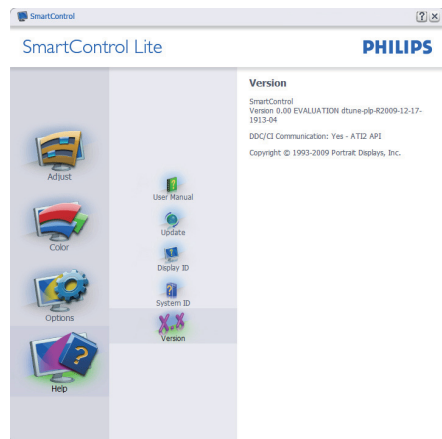 SmartControl
SmartControl Lite
PHILIPS
Adjust
Color
Options
Help
User Manual
Update
Display ID
System ID
X.X
Version
Version
SmartControl
Version 0.00 EVALUATION dtune-plp-R2009-12-17-
1913-04
DDC/CI Communication: Yes - ATI2 API
Copyright © 1993-2009 Portrait Displays, Inc.